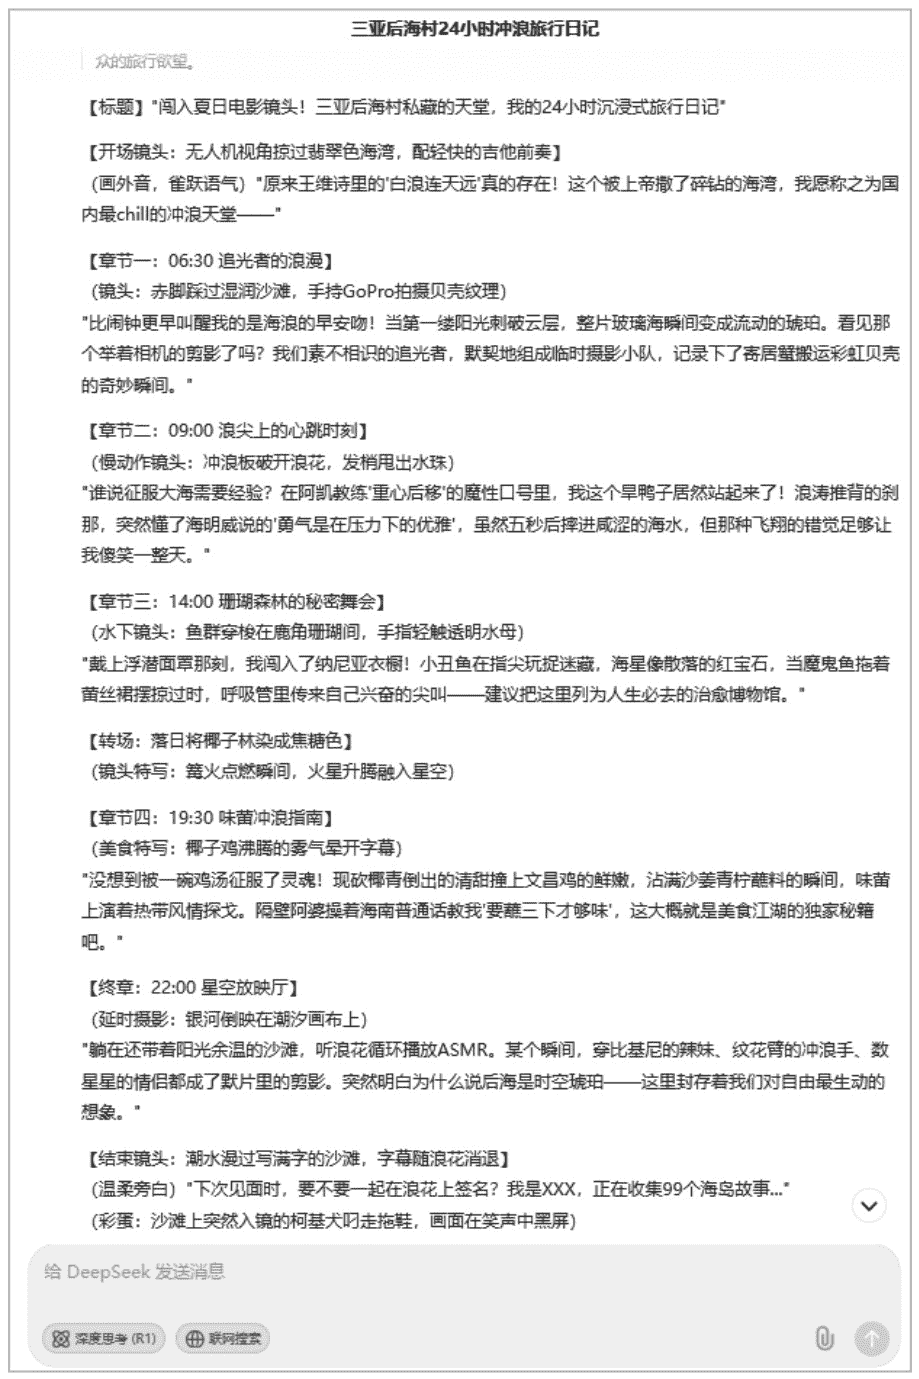 三亚后海村24小时冲浪旅行日记
众的旅行欲望。
【标题】"闯入夏日电影镜头！三亚后海村私藏的天堂，我的24小时沉浸式旅行日记"
【开场镜头：无人机视角掠过翡翠色海湾，配轻快的吉他前奏】
（画外音，雀跃语气）"原来王维诗里的'白浪连天远'真的存在！这个被上帝撒了碎钻的海湾，我愿称之为国
内最chill的冲浪天堂——"
【章节一：06:30 追光者的浪漫】
（镜头：赤脚踩过湿润沙滩，手持GoPro拍摄贝壳纹理）
"比闹钟更早叫醒我的是海浪的早安吻！当第一缕阳光刺破云层，整片玻璃海瞬间变成流动的琥珀。看见那
个举着相机的剪影了吗？我们素不相识的追光者，默契地组成临时摄影小队，记录下了寄居蟹搬运彩虹贝壳
的奇妙瞬间。"
【章节二：09:00 浪尖上的心跳时刻】
（慢动作镜头：冲浪板破开浪花，发梢甩出水珠）
"谁说征服大海需要经验？在阿凯教练'重心后移'的魔性口号里，我这个旱鸭子居然站起来了！浪涛推背的刹
那，突然懂了海明威说的'勇气是在压力下的优雅'，虽然五秒后摔进咸涩的海水，但那种飞翔的错觉足够让
我傻笑一整天。"
【章节三：14:00 珊瑚森林的秘密舞会】
（水下镜头：鱼群穿梭在鹿角珊瑚间，手指轻触透明水母）
"戴上浮潜面罩那刻，我闯入了纳尼亚衣橱！小丑鱼在指尖玩捉迷藏，海星像散落的红宝石，当魔鬼鱼拖着
蕾丝裙摆掠过时，呼吸管里传来自己兴奋的尖叫——建议把这里列为人生必去的治愈博物馆。"
【转场：落日将椰子林染成焦糖色】
（镜头特写：篝火点燃瞬间，火星升腾融入星空）
【章节四：19:30 味蕾冲浪指南】
（美食特写：椰子鸡沸腾的雾气晕开字幕）
"没想到被一碗鸡汤征服了灵魂！现砍椰青倒出的清甜撞上文昌鸡的鲜嫩，沾满沙姜青柠蘸料的瞬间，味蕾
上演着热带风情探戈。隔壁阿婆操着海南普通话教我'要蘸三下才够味'，这大概就是美食江湖的独家秘籍
吧。"
【终章：22:00 星空放映厅】
（延时摄影：银河倒映在潮汐画布上）
"躺在还带着阳光余温的沙滩，听浪花循环播放ASMR。某个瞬间，穿比基尼的辣妹、纹花臂的冲浪手、数
星星的情侣都成了默片里的剪影。突然明白为什么说后海是时空琥珀——这里封存着我们对自由最生动的
想象。"
【结束镜头：潮水漫过写满字的沙滩，字幕随浪花消退】
（温柔旁白）"下次见面时，要不要一起在浪花上签名？我是XXX，正在收集99个海岛故事..."
（彩蛋：沙滩上突然入镜的柯基犬叼走拖鞋，画面在笑声中黑屏）
给 DeepSeek 发送消息
深度思考 (R1) 联网搜索